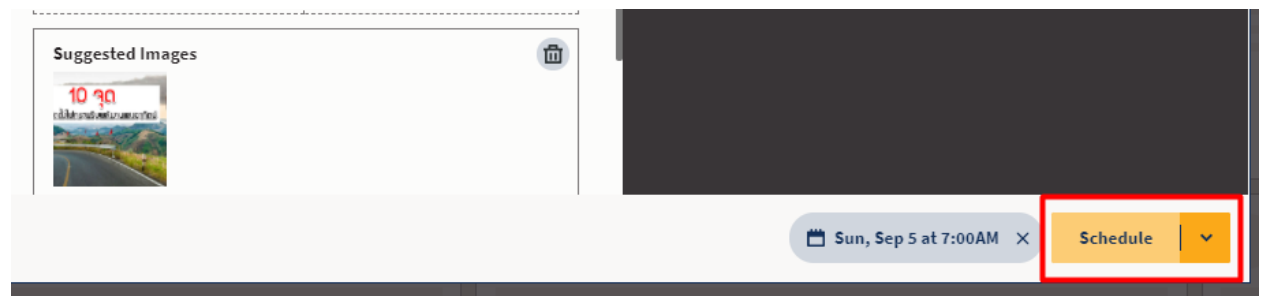 Suggested Images
10 จุด
Sun, Sep 5 at 7:00AM
Schedule